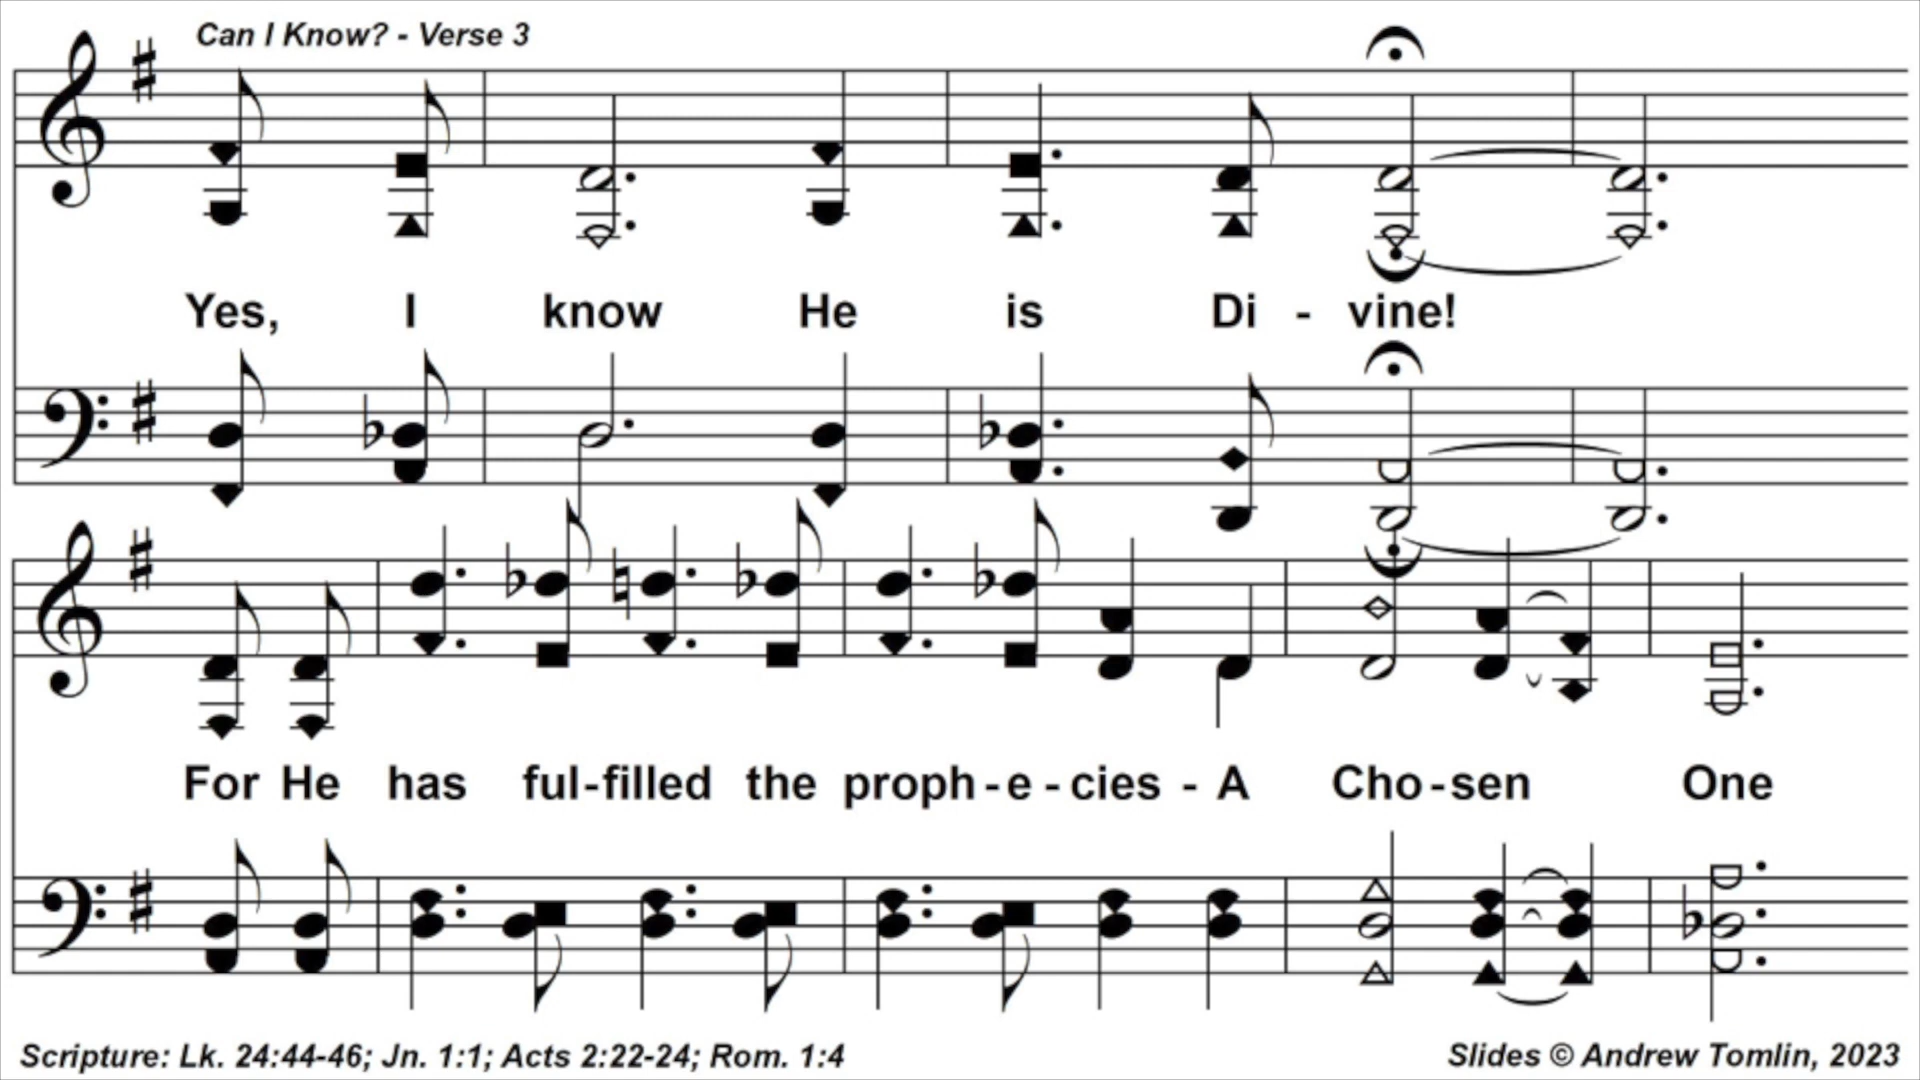 Can I Know? - Verse 3
Yes, I know He is Di - vine!
For He has ful-filled the proph-e-cies - A Cho-sen One
Scripture: Lk. 24:44-46; Jn. 1:1; Acts 2:22-24; Rom. 1:4
Slides © Andrew Tomlin, 2023